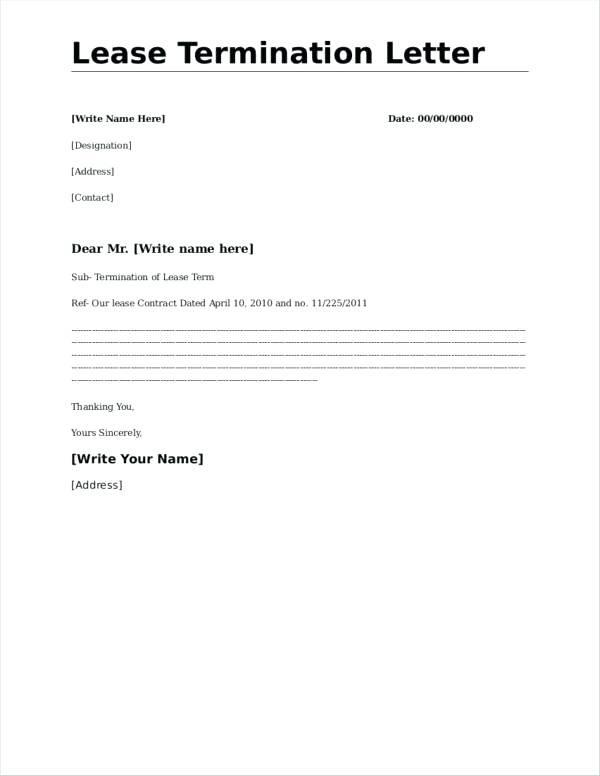 Lease Termination Letter
[Write Name Here] Date: 00/00/0000
[Designation]
[Address]
[Contact]
Dear Mr. [Write name here]
Sub- Termination of Lease Term
Ref- Our lease Contract Dated April 10, 2010 and no. 11/225/2011
Thanking You,
Yours Sincerely,
[Write Your Name]
[Address]